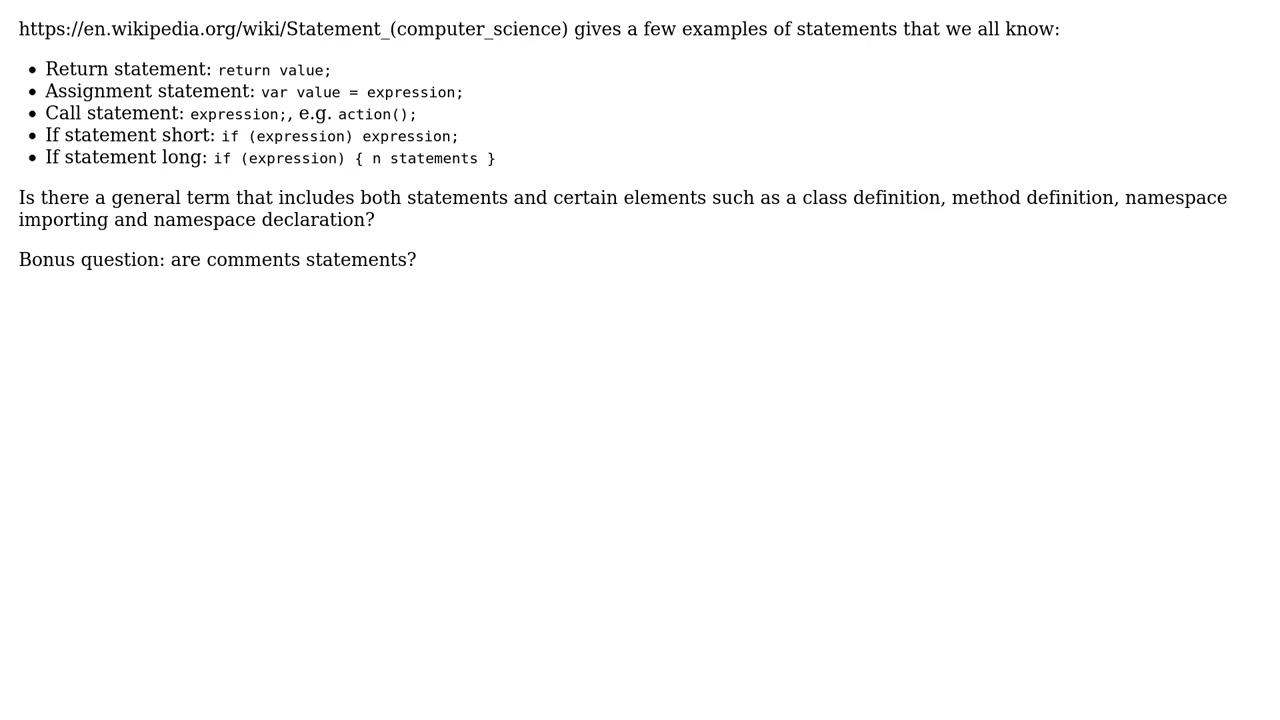 https://en.wikipedia.org/wiki/Statement_(computer_science) gives a few examples of statements that we all know:
• Return statement: return value;
• Assignment statement: var value = expression;
• Call statement: expression;, e.g. action();
• If statement short: if (expression) expression;
• If statement long: if (expression) { n statements }
Is there a general term that includes both statements and certain elements such as a class definition, method definition, namespace
importing and namespace declaration?
Bonus question: are comments statements?